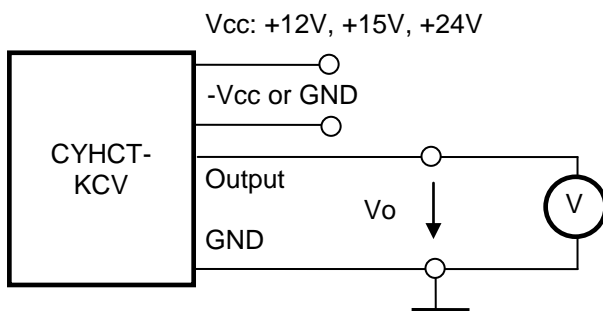 Vcc: +12V, +15V, +24V
-Vcc or GND
CYHCT-
KCV
Output
Vo
V
GND